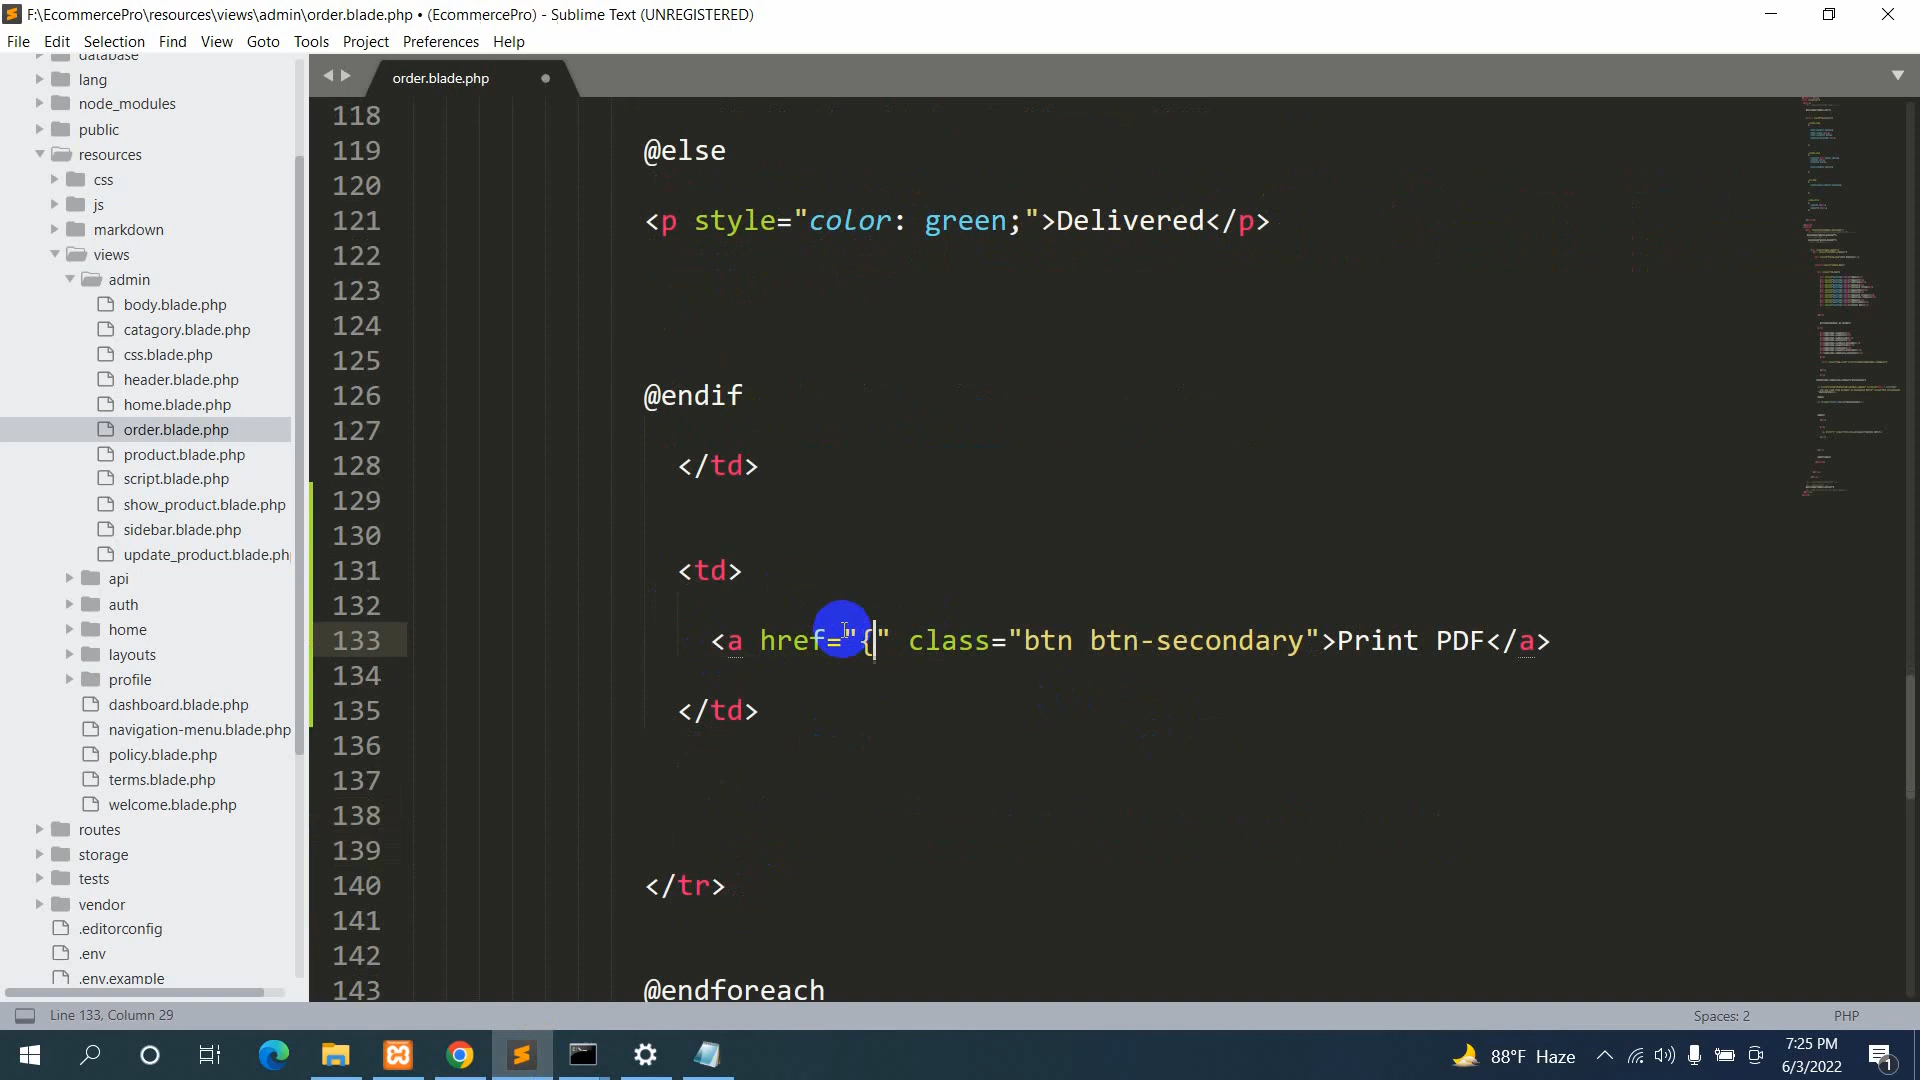 F:\EcommercePro\resources\views\admin\order.blade.php • (EcommercePro) - Sublime Text (UNREGISTERED)
File Edit Selection Find View Goto Tools Project Preferences Help
database
lang
node_modules
public
resources
css
js
markdown
views
admin
body.blade.php
catagory.blade.php
css.blade.php
header.blade.php
home.blade.php
order.blade.php
product.blade.php
script.blade.php
show_product.blade.php
sidebar.blade.php
update_product.blade.ph
api
auth
home
layouts
profile
dashboard.blade.php
navigation-menu.blade.php
policy.blade.php
terms.blade.php
welcome.blade.php
routes
storage
tests
vendor
.editorconfig
.env
.env.example
order.blade.php
118
119 @else
120
121 <p style="color: green;">Delivered</p>
122
123
124
125
126 @endif
127
128 </td>
129
130
131 <td>
132
133 <a href="{" class="btn btn-secondary">Print PDF</a>
134
135 </td>
136
137
138
139
140 </tr>
141
142
143 @endforeach
Line 133, Column 29
Spaces: 2 PHP
88°F Haze
7:25 PM
6/3/2022
1